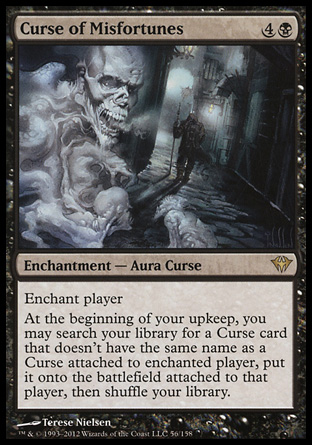 Curse of Misfortunes 4
Enchantment — Aura Curse
Enchant player
At the beginning of your upkeep, you
may search your library for a Curse card
that doesn't have the same name as a
Curse attached to enchanted player, put
it onto the battlefield attached to that
player, then shuffle your library.
Terese Nielsen
™ & © 1993-2012 Wizards of the Coast LLC 56/158